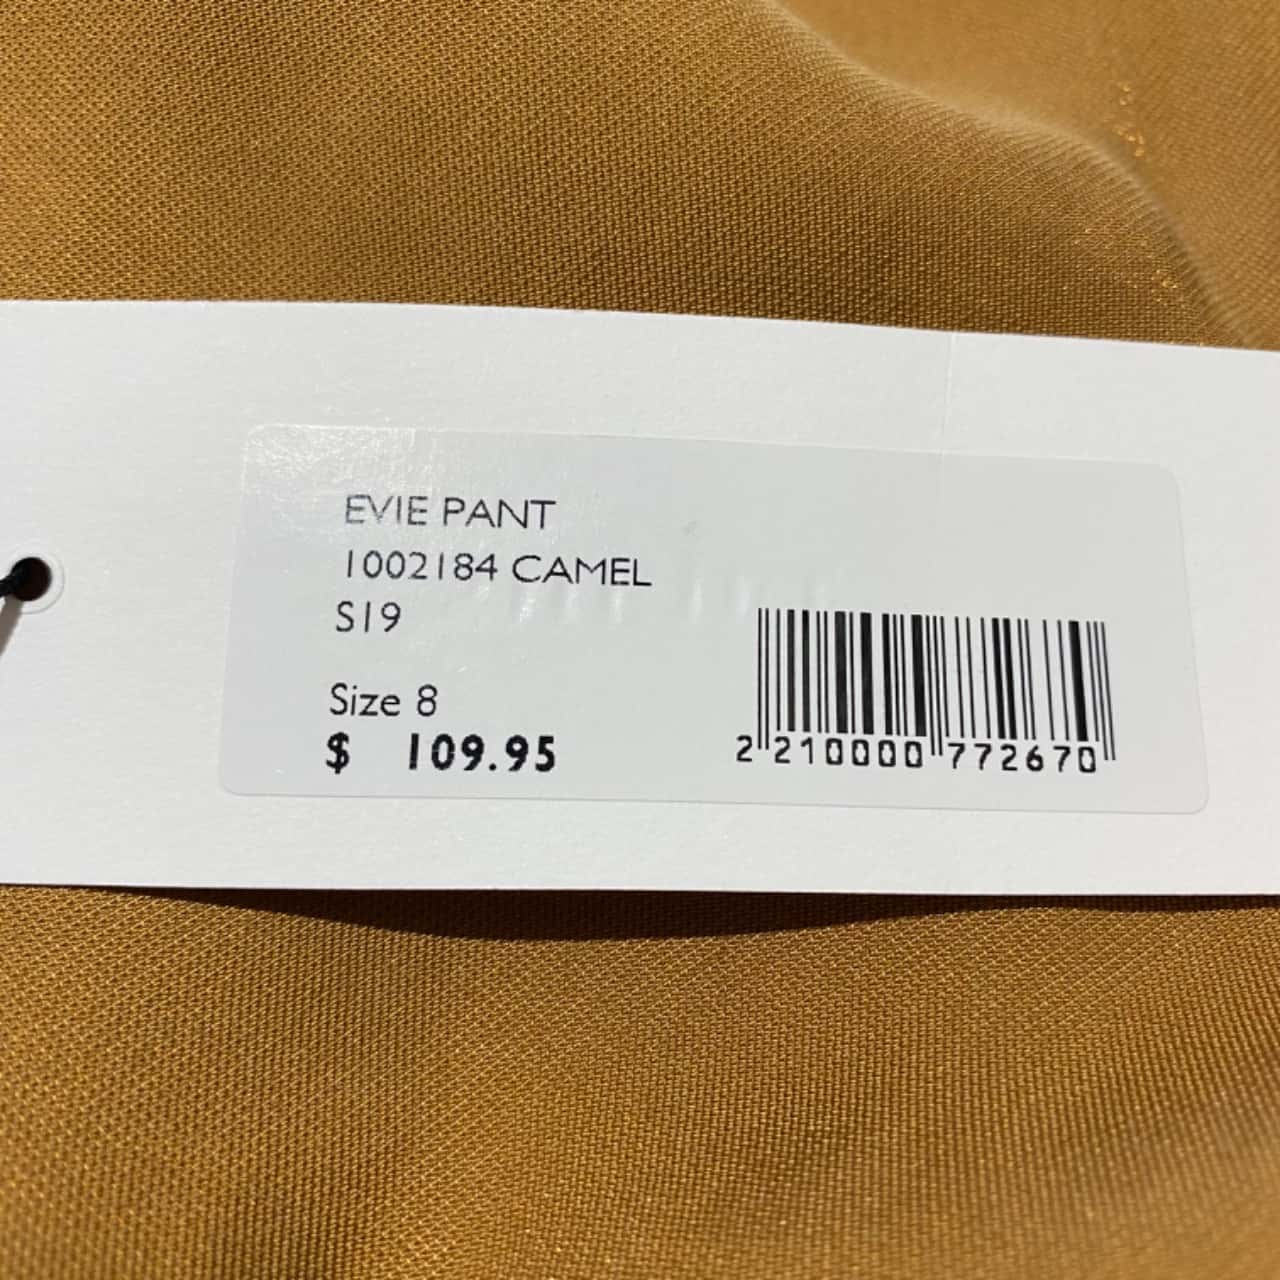 EVIE PANT
1002184 CAMEL
S19
Size 8
$ 109.95
2 210000 772670